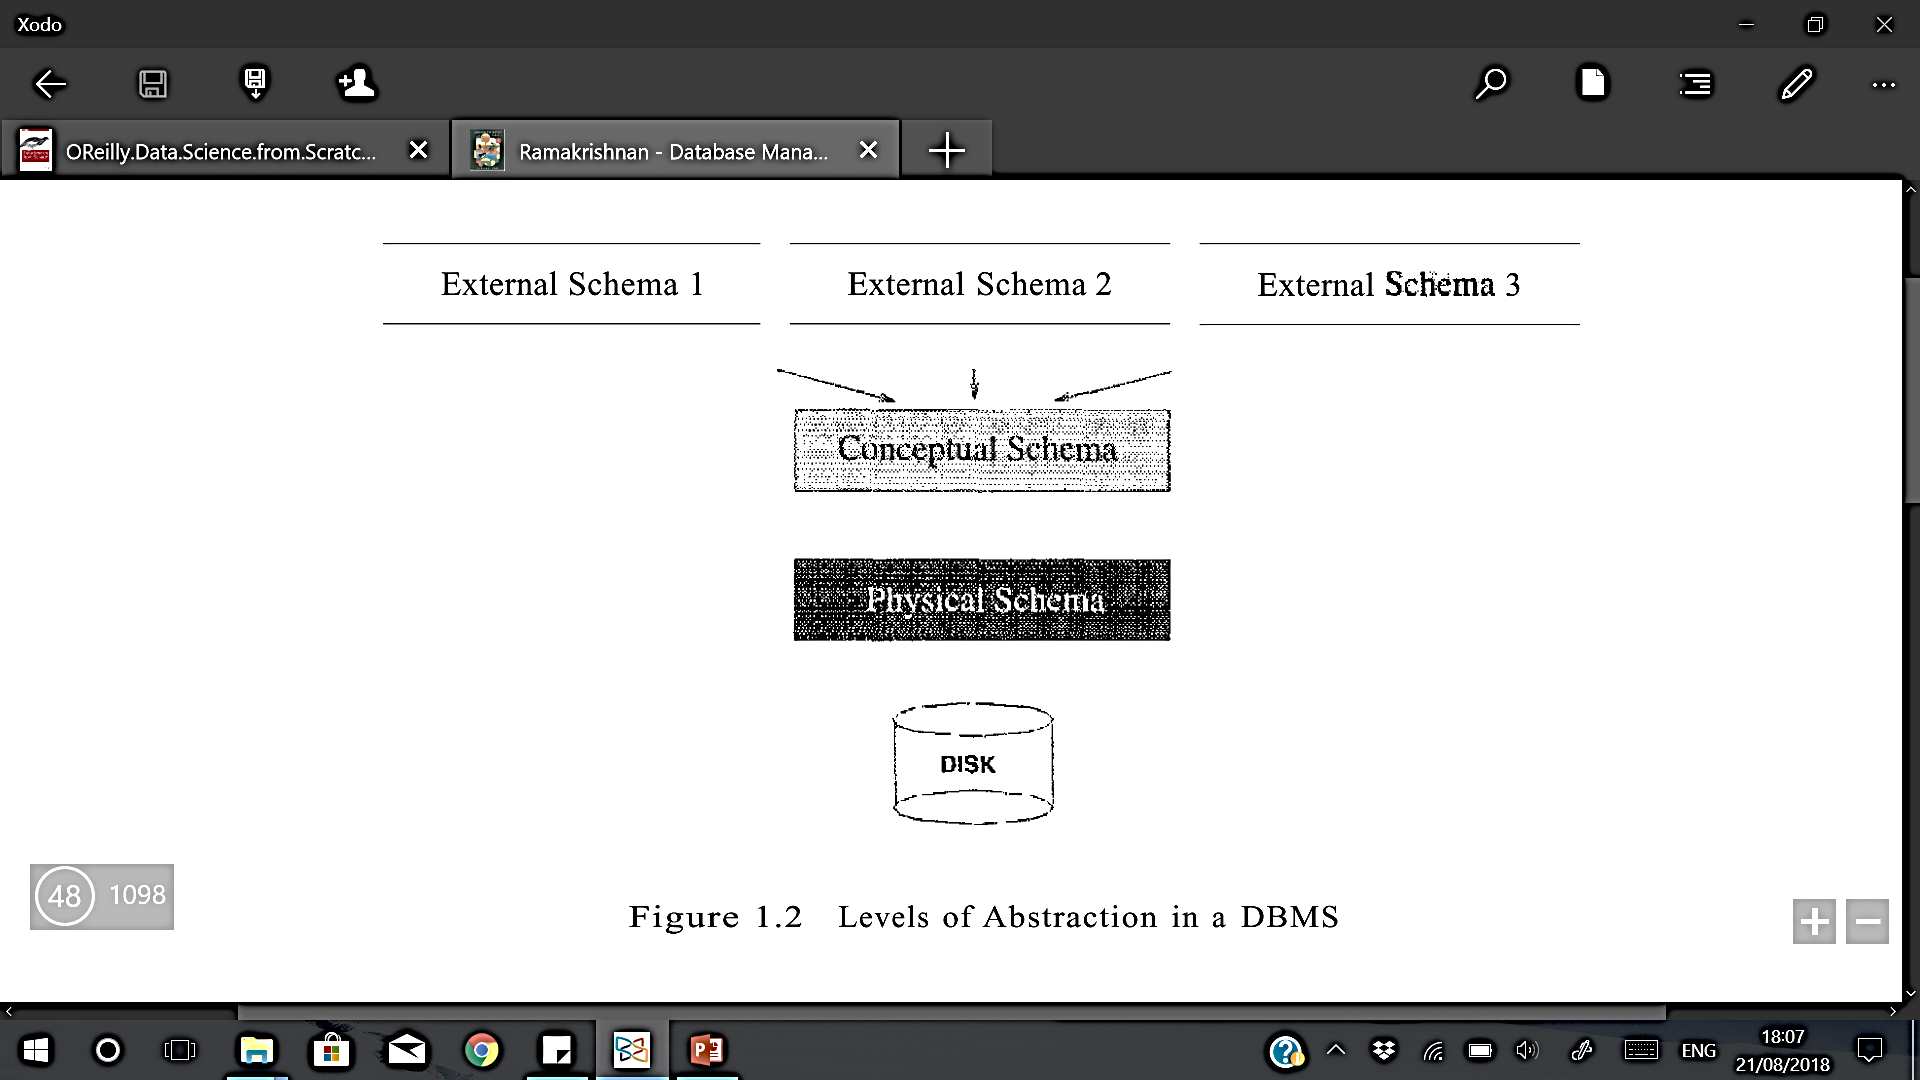 Xodo
OReilly.Data.Science.from.Scratc...
Ramakrishnan - Database Mana...
External Schema 1
External Schema 2
External Schema 3
Conceptual Schema
Physical Schema
DISK
48 1098
Figure 1.2 Levels of Abstraction in a DBMS
ENG
18:07
21/08/2018